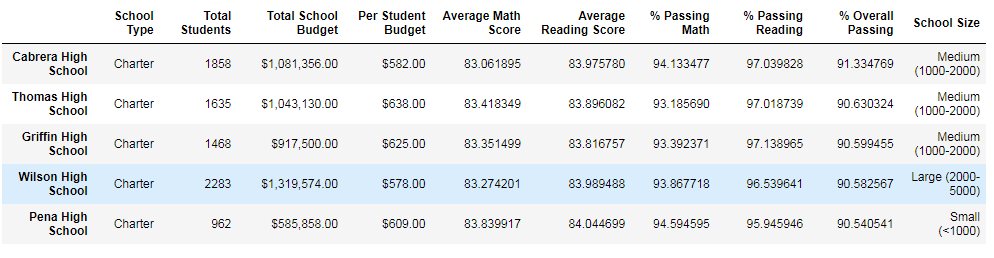 School Type Total Students Total School Budget Per Student Budget Average Math Score Average Reading Score % Passing Math % Passing Reading % Overall Passing School Size
Cabrera High School Charter 1858 $1,081,356.00 $582.00 83.061895 83.975780 94.133477 97.039828 91.334769 Medium (1000-2000)
Thomas High School Charter 1635 $1,043,130.00 $638.00 83.418349 83.896082 93.185690 97.018739 90.630324 Medium (1000-2000)
Griffin High School Charter 1468 $917,500.00 $625.00 83.351499 83.816757 93.392371 97.138965 90.599455 Medium (1000-2000)
Wilson High School Charter 2283 $1,319,574.00 $578.00 83.274201 83.989488 93.867718 96.539641 90.582567 Large (2000-5000)
Pena High School Charter 962 $585,858.00 $609.00 83.839917 84.044699 94.594595 95.945946 90.540541 Small (<1000)